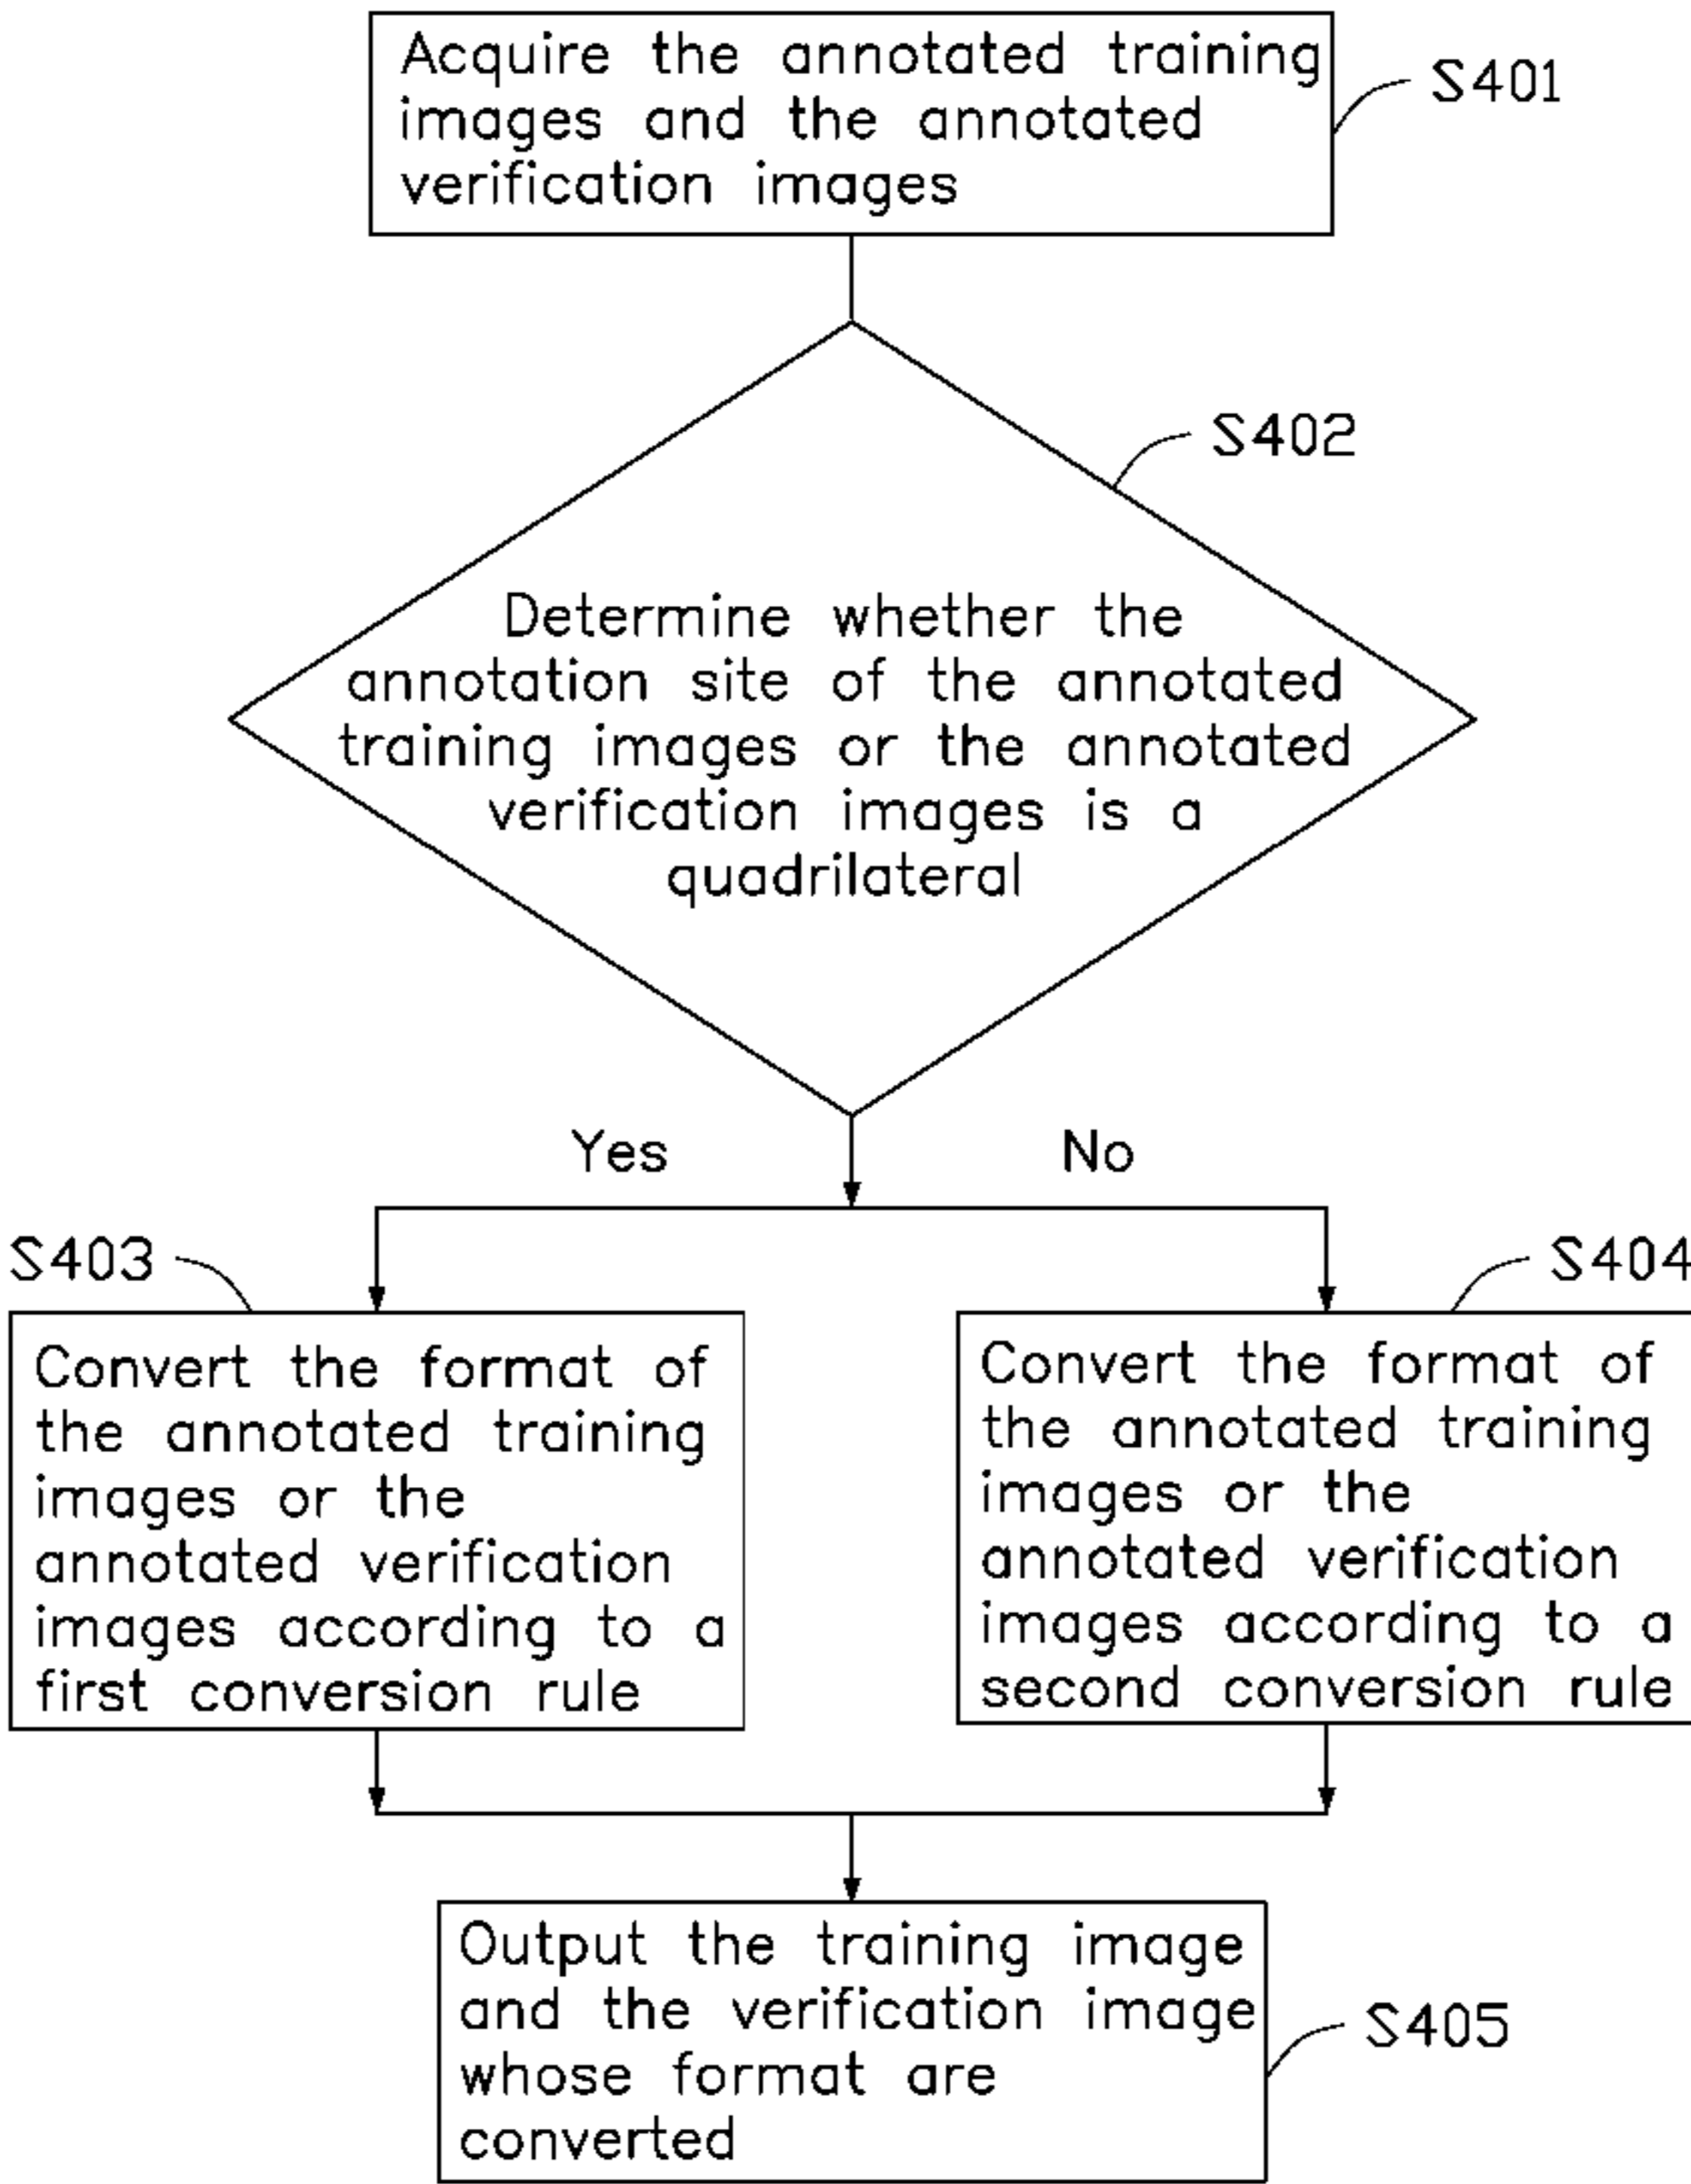 Acquire the annotated training
images and the annotated
verification images
S401
S402
Determine whether the
annotation site of the annotated
training images or the annotated
verification images is a
quadrilateral
Yes
No
S403
S404
Convert the format of
the annotated training
images or the
annotated verification
images according to a
first conversion rule
Convert the format of
the annotated training
images or the
annotated verification
images according to a
second conversion rule
Output the training image
and the verification image
whose format are
converted
S405